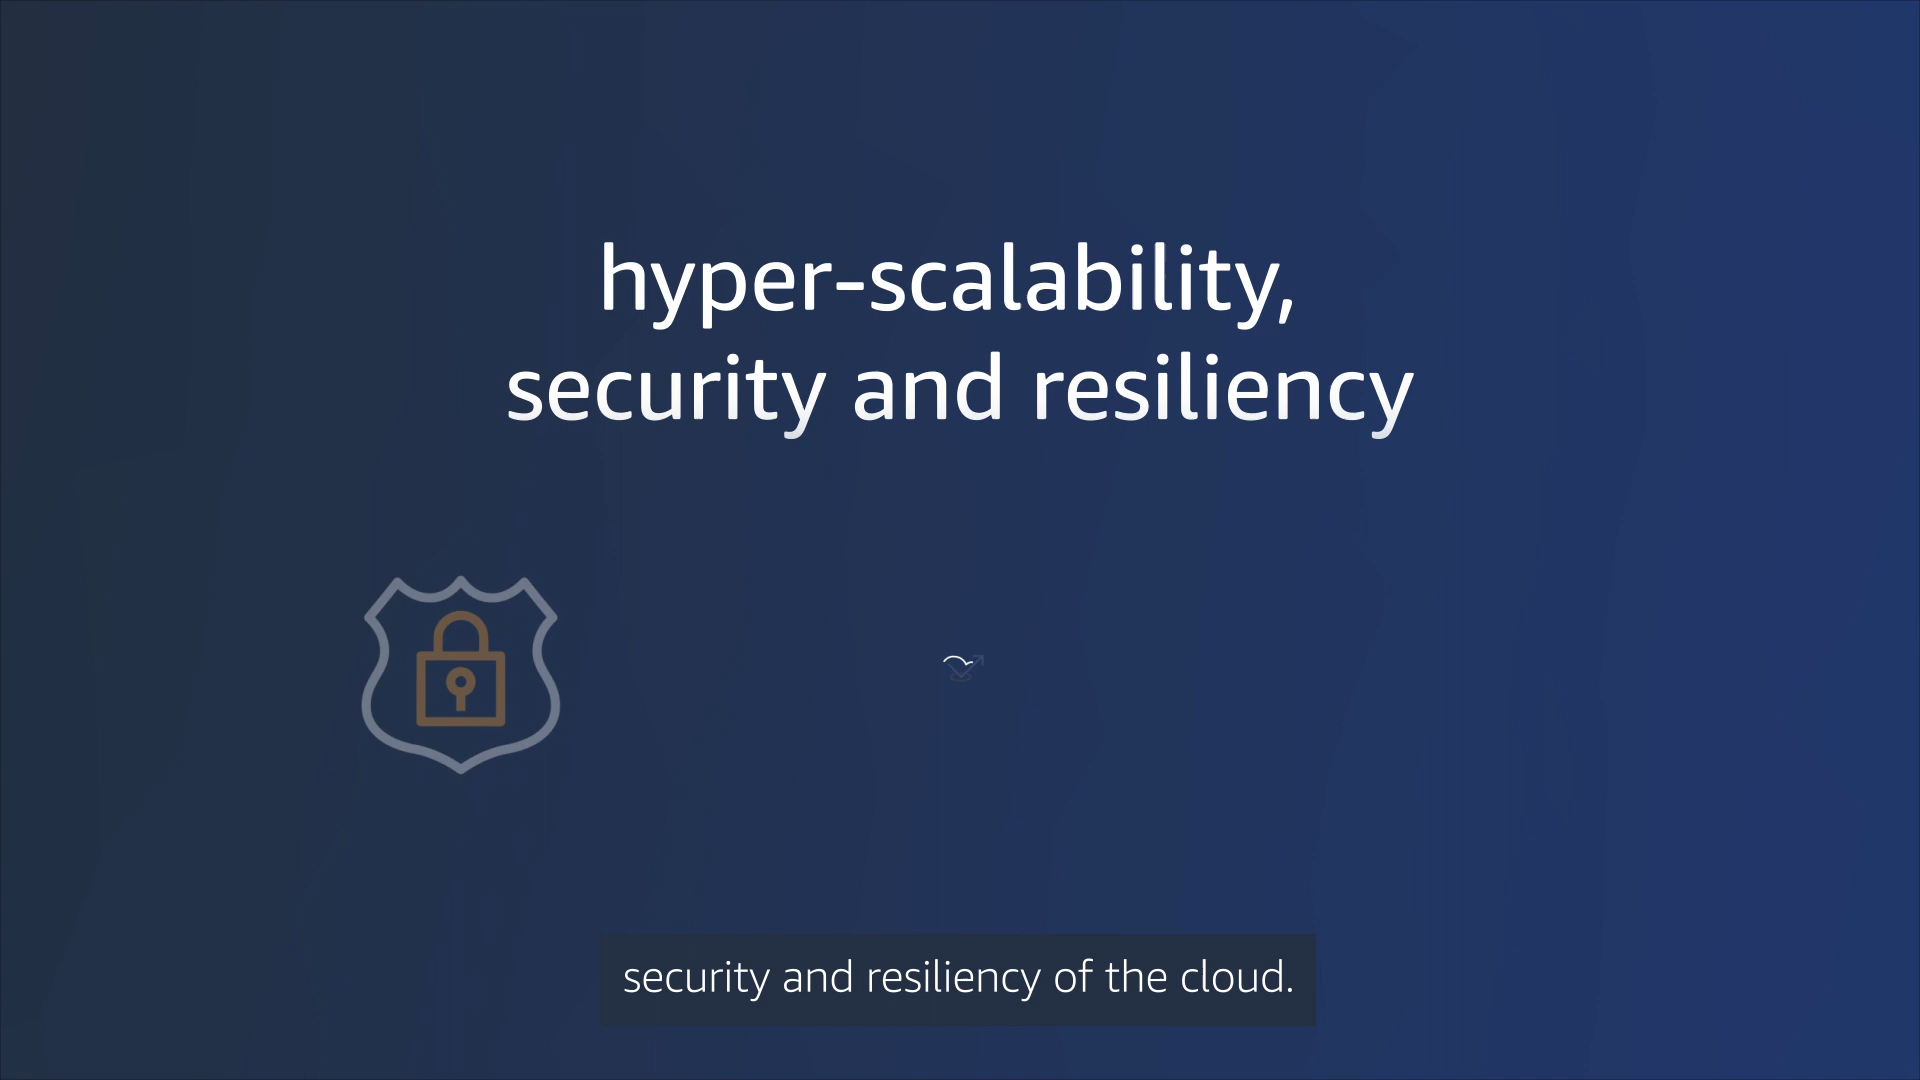 hyper-scalability,
security and resiliency
security and resiliency of the cloud.